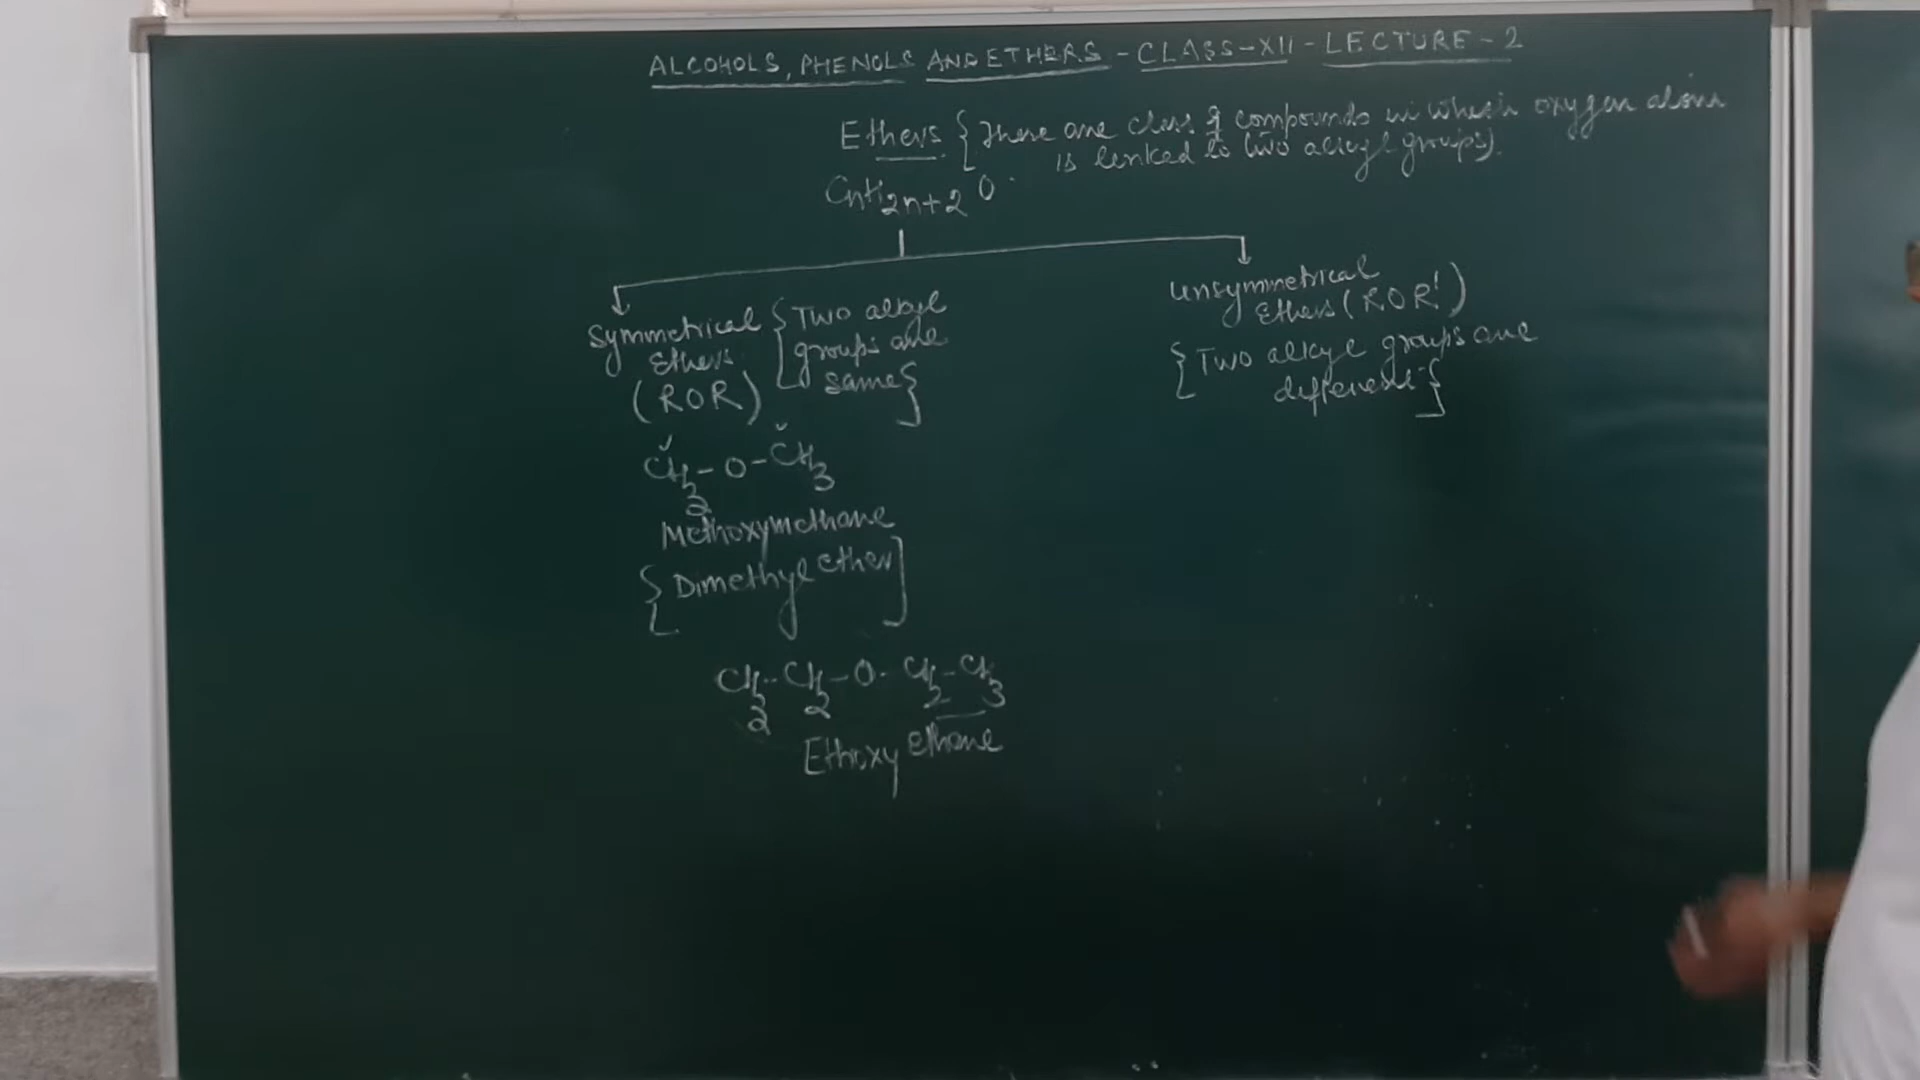 ALCOHOLS, PHENOLS AND ETHERS - CLASS-XII - LECTURE - 2
Ethers { These are class of compounds in which oxygen atom
is linked to two alkyl groups}.
CnH2n+2 O.
Symmetrical
Ethers
(ROR)
{Two alkyl
groups are
same}
CH3-O-CH3
Methoxymethane
{Dimethyl ether}
CH3-CH2-O-CH2-CH3
Ethoxy ethane
Unsymmetrical
Ethers (ROR')
{Two alkyl groups are
different}